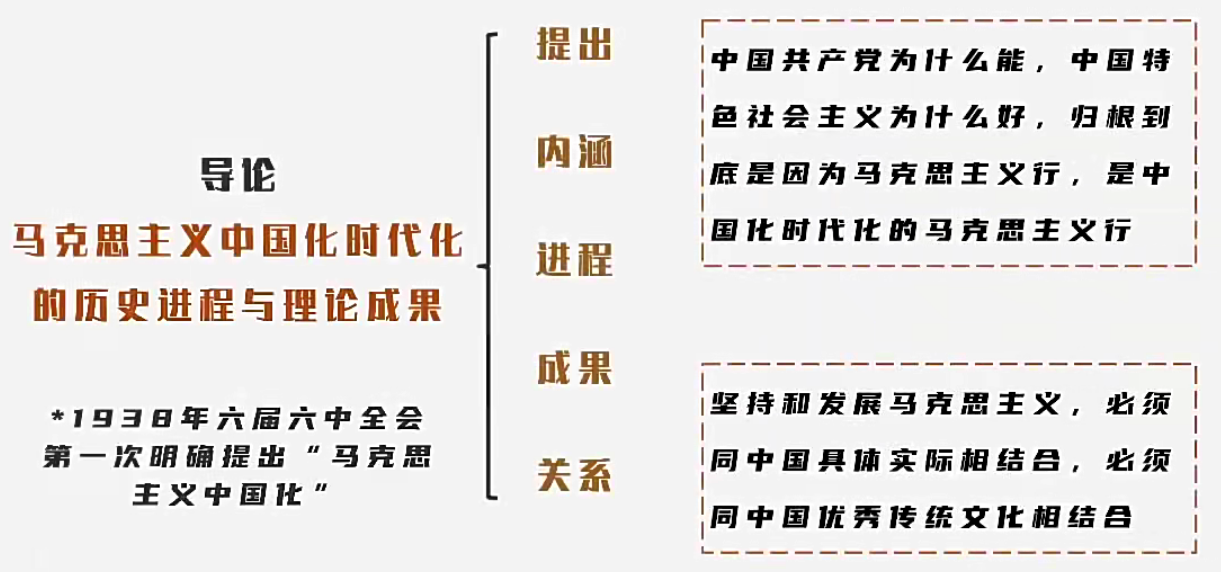 导论
马克思主义中国化时代化
的历史进程与理论成果
*1938年六届六中全会
第一次明确提出“马克思
主义中国化”
提出
内涵
进程
成果
关系
中国共产党为什么能，中国特
色社会主义为什么好，归根到
底是因为马克思主义行，是中
国化时代化的马克思主义行
坚持和发展马克思主义，必须
同中国具体实际相结合，必须
同中国优秀传统文化相结合